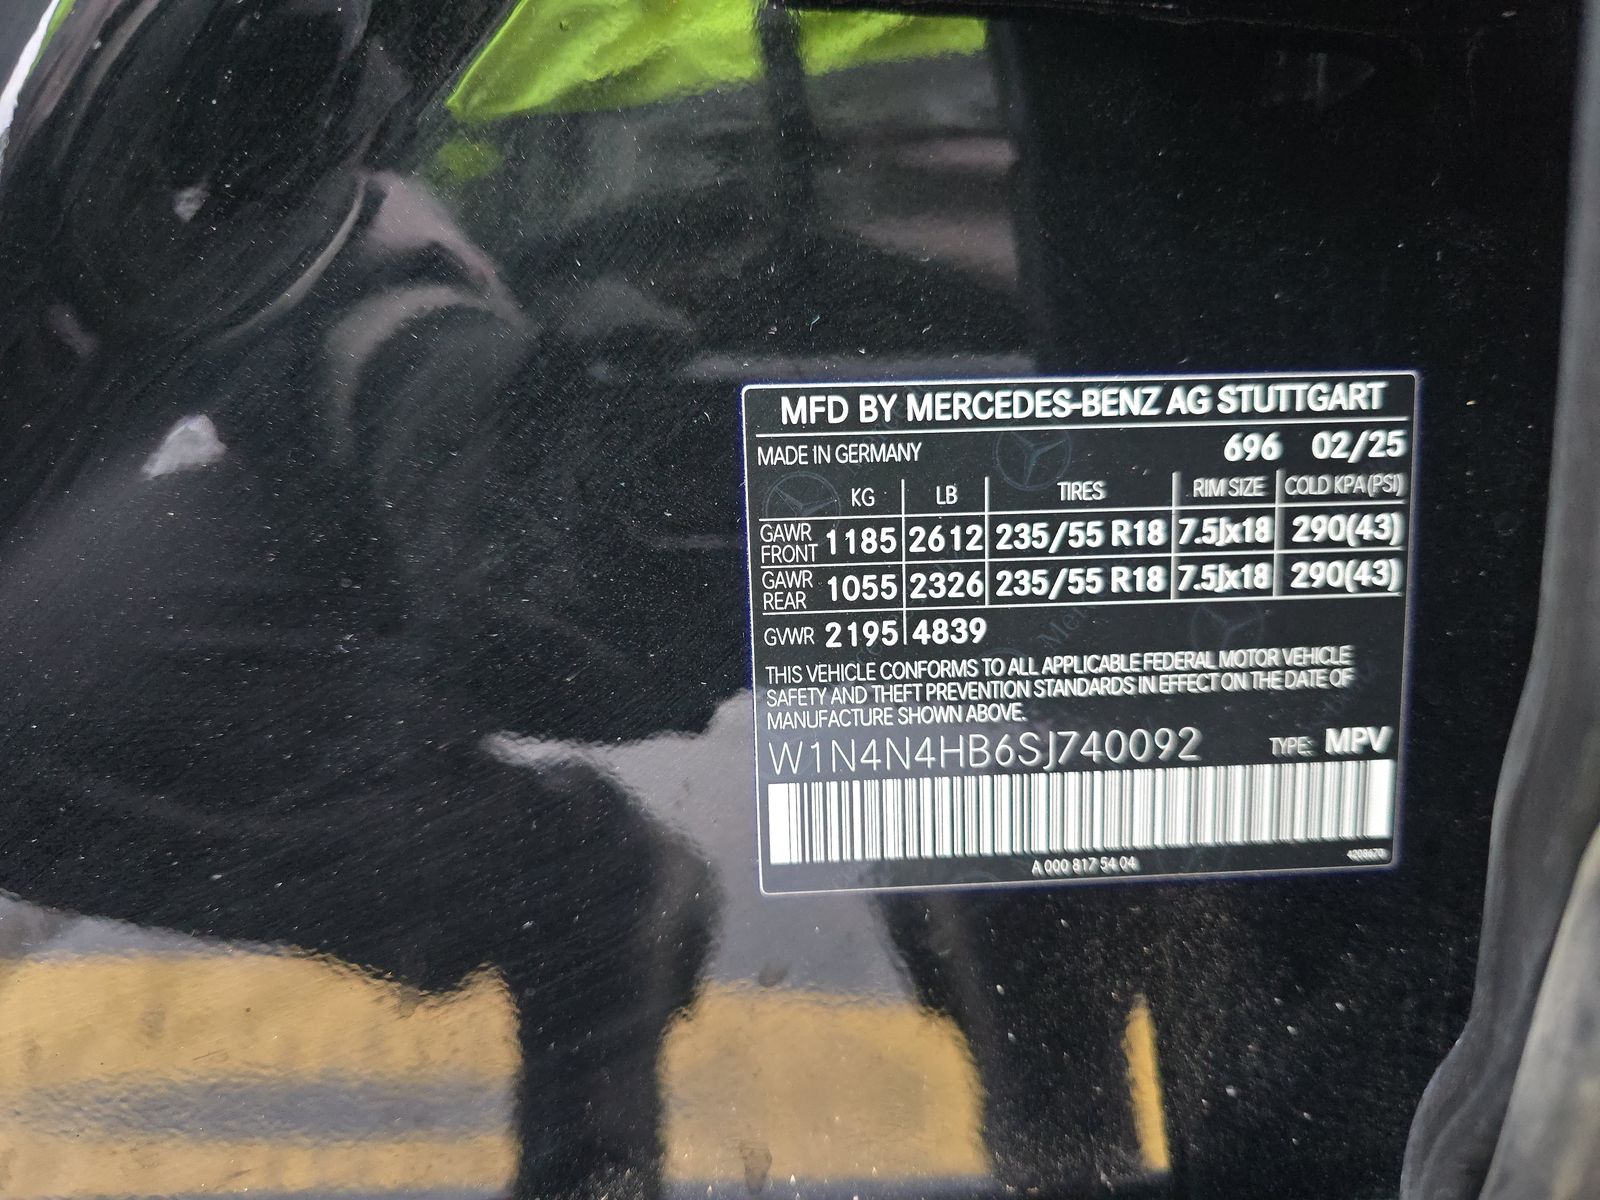 MFD BY MERCEDES-BENZ AG STUTTGART
MADE IN GERMANY 696 02/25
KG LB TIRES RIM SIZE COLD KPA(PSI)
GAWR FRONT 1185 2612 235/55 R18 7.5Jx18 290(43)
GAWR REAR 1055 2326 235/55 R18 7.5Jx18 290(43)
GVWR 2195 4839
THIS VEHICLE CONFORMS TO ALL APPLICABLE FEDERAL MOTOR VEHICLE
SAFETY AND THEFT PREVENTION STANDARDS IN EFFECT ON THE DATE OF
MANUFACTURE SHOWN ABOVE.
W1N4N4HB6SJ740092 TYPE: MPV
A 000 817 54 04